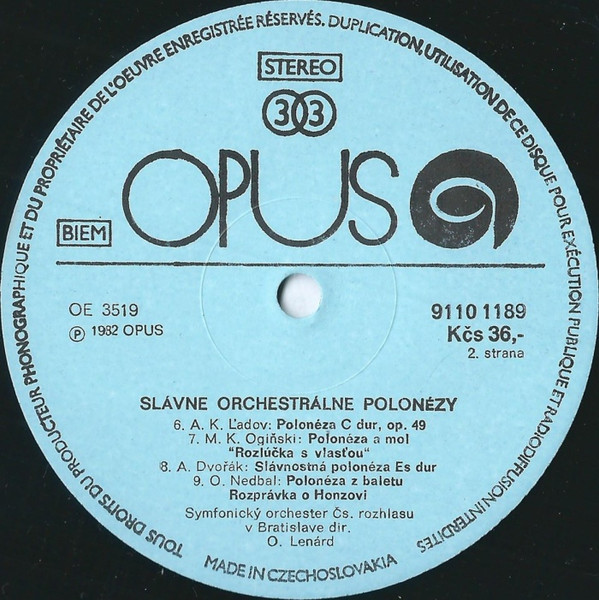 TOUS DROITS DU PRODUCTEUR PHONOGRAPHIQUE ET DU PROPRIÉTAIRE DE L'OEUVRE ENREGISTRÉE RÉSERVÉS. DUPLICATION, UTILISATION DE CE DISQUE POUR EXÉCUTION PUBLIQUE ET RADIODIFFUSION INTERDITES
STEREO
33
OPUS
BIEM
OE 3519
9110 1189
℗ 1982 OPUS
Kčs 36,-
2. strana
SLÁVNE ORCHESTRÁLNE POLONÉZY
6. A. K. Ľadov: Polonéza C dur, op. 49
7. M. K. Ogiňski: Polonéza a mol
"Rozlúčka s vlasťou"
8. A. Dvořák: Slávnostná polonéza Es dur
9. O. Nedbal: Polonéza z baletu
Rozprávka o Honzovi
Symfonický orchester Čs. rozhlasu
v Bratislave dir.
O. Lenárd
MADE IN CZECHOSLOVAKIA